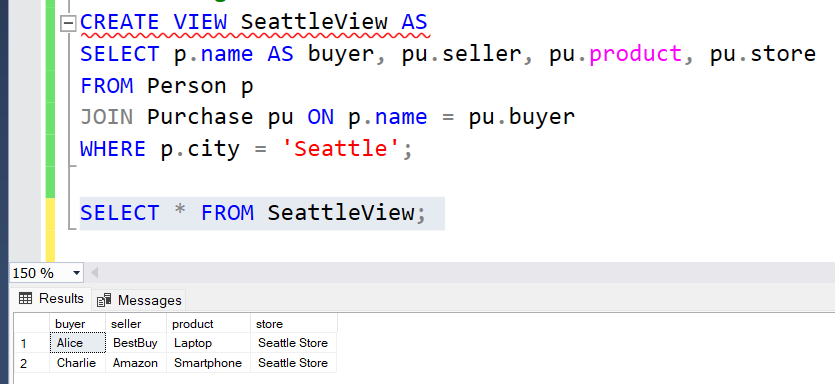 CREATE VIEW SeattleView AS
SELECT p.name AS buyer, pu.seller, pu.product, pu.store
FROM Person p
JOIN Purchase pu ON p.name = pu.buyer
WHERE p.city = 'Seattle';
SELECT * FROM SeattleView;
150 %
Results Messages
buyer seller product store
1 Alice BestBuy Laptop Seattle Store
2 Charlie Amazon Smartphone Seattle Store